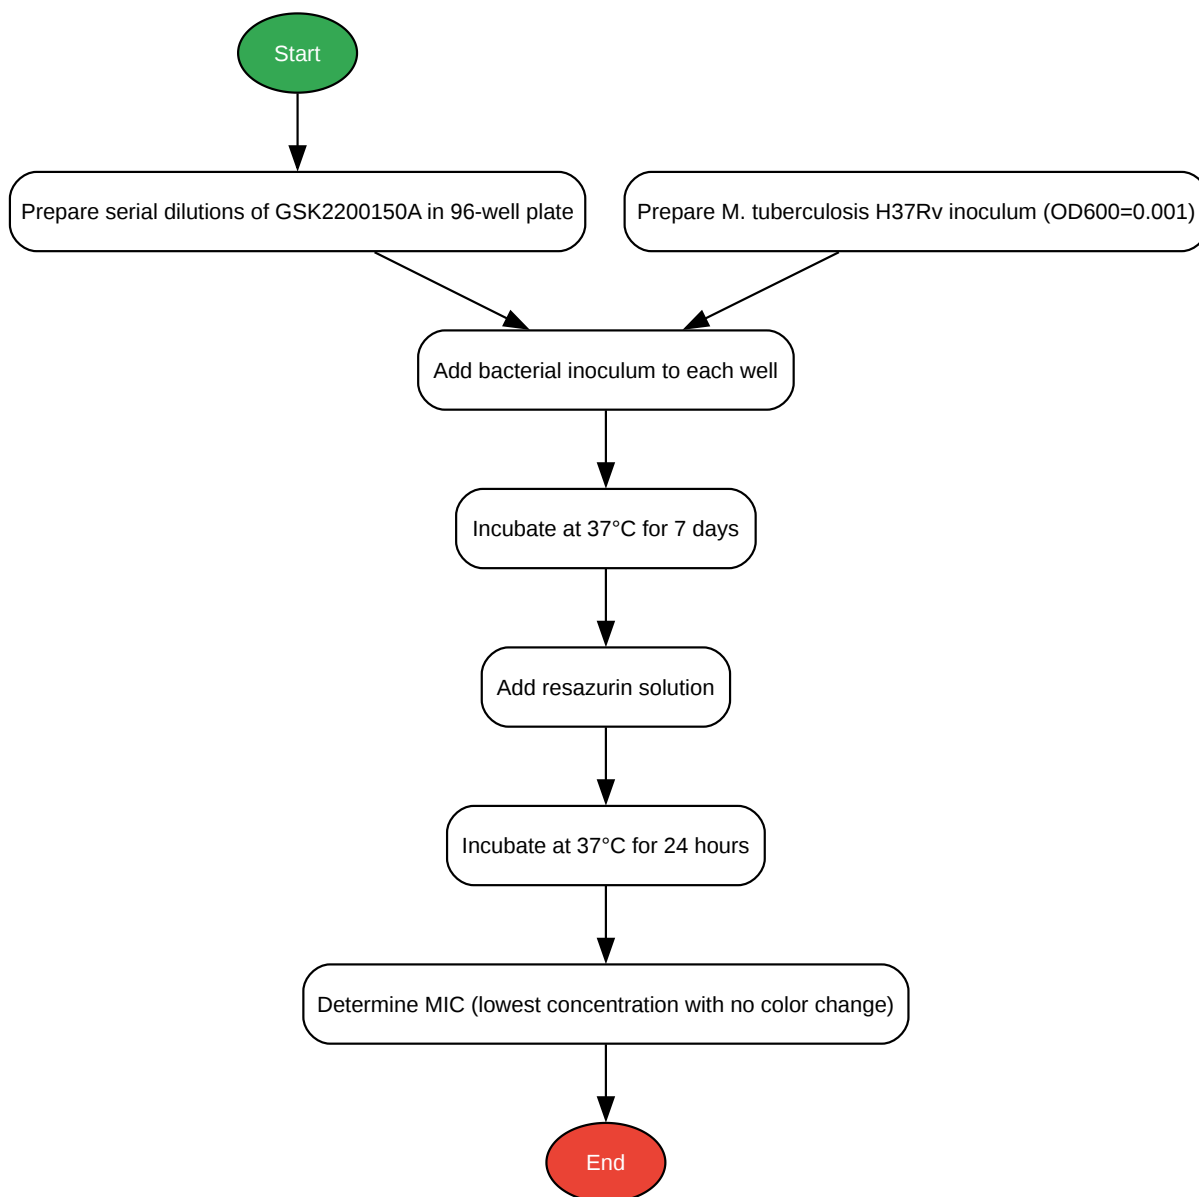 Start
Prepare serial dilutions of GSK2200150A in 96-well plate
Prepare M. tuberculosis H37Rv inoculum (OD600=0.001)
Add bacterial inoculum to each well
Incubate at 37°C for 7 days
Add resazurin solution
Incubate at 37°C for 24 hours
Determine MIC (lowest concentration with no color change)
End